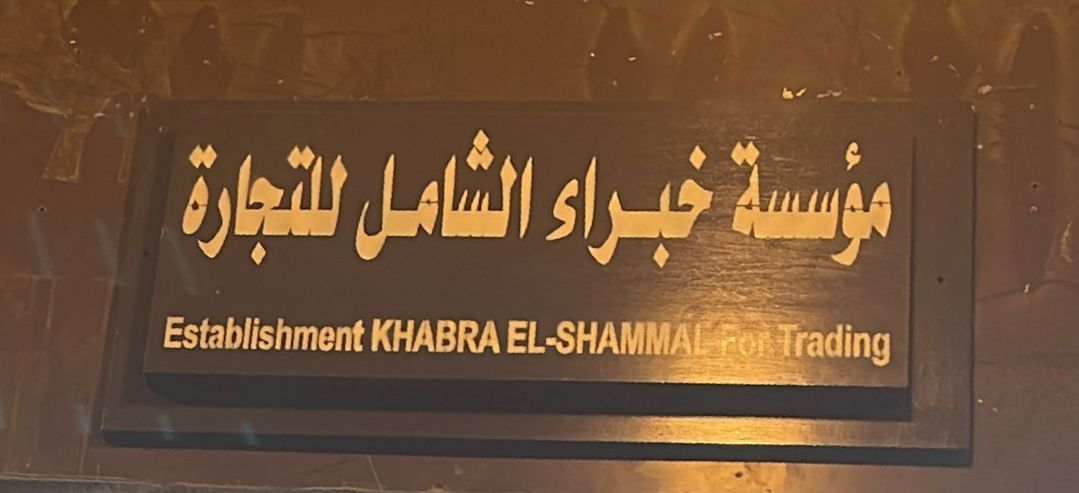 مؤسسة خبراء الشامل للتجارة
Establishment KHABRA EL-SHAMMAL For Trading